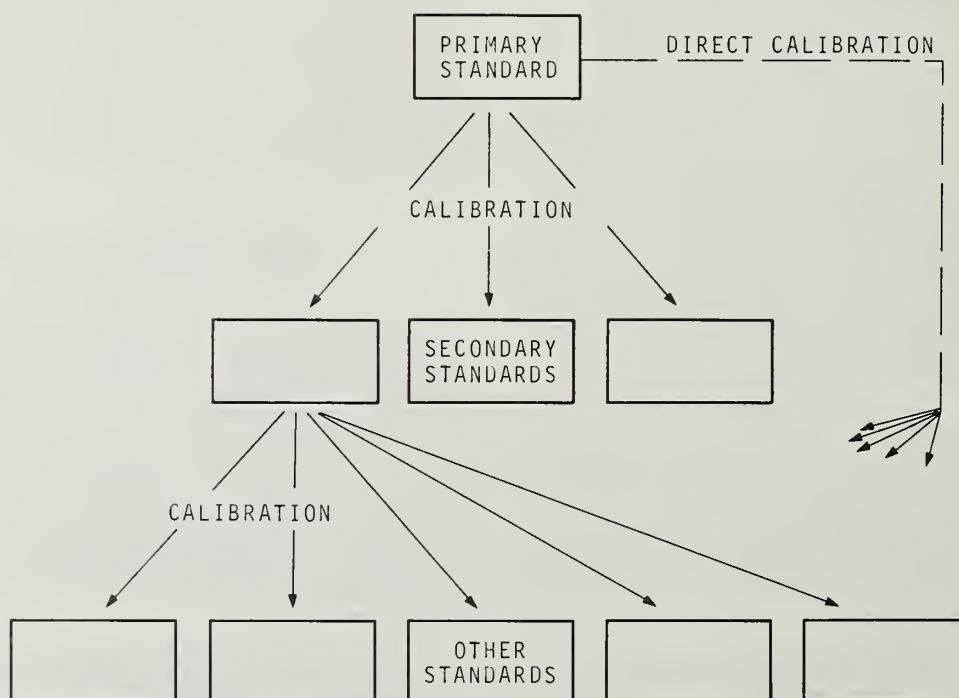 PRIMARY
STANDARD
DIRECT CALIBRATION
CALIBRATION
SECONDARY
STANDARDS
CALIBRATION
OTHER
STANDARDS